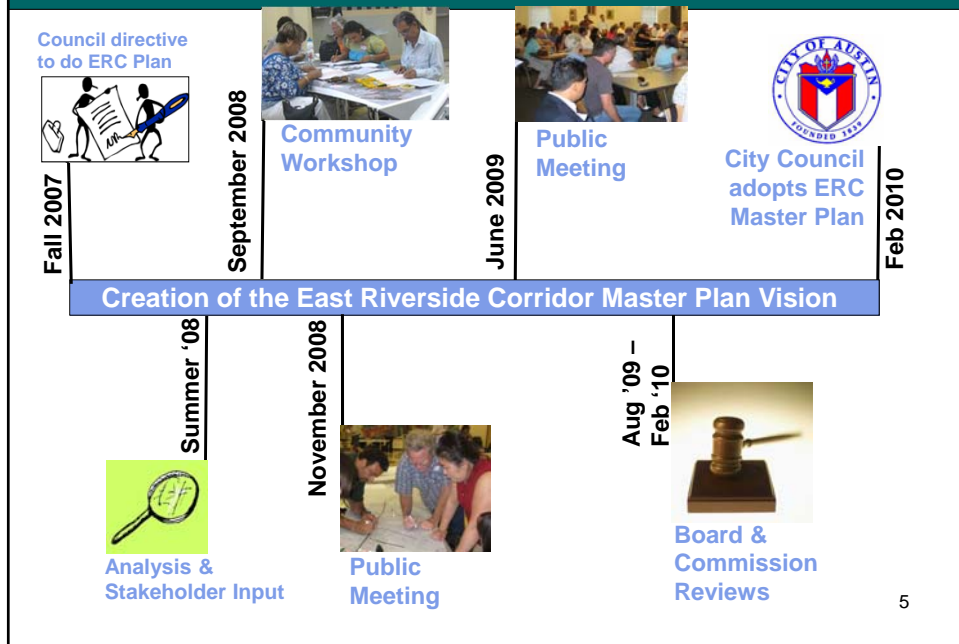 Council directive
to do ERC Plan
Fall 2007
September 2008
Community
Workshop
June 2009
Public
Meeting
CITY OF AUSTIN
FOUNDED 1839
City Council
adopts ERC
Master Plan
Feb 2010
Creation of the East Riverside Corridor Master Plan Vision
Summer ‘08
Analysis &
Stakeholder Input
November 2008
Public
Meeting
Aug ’09 –
Feb ‘10
Board &
Commission
Reviews
5